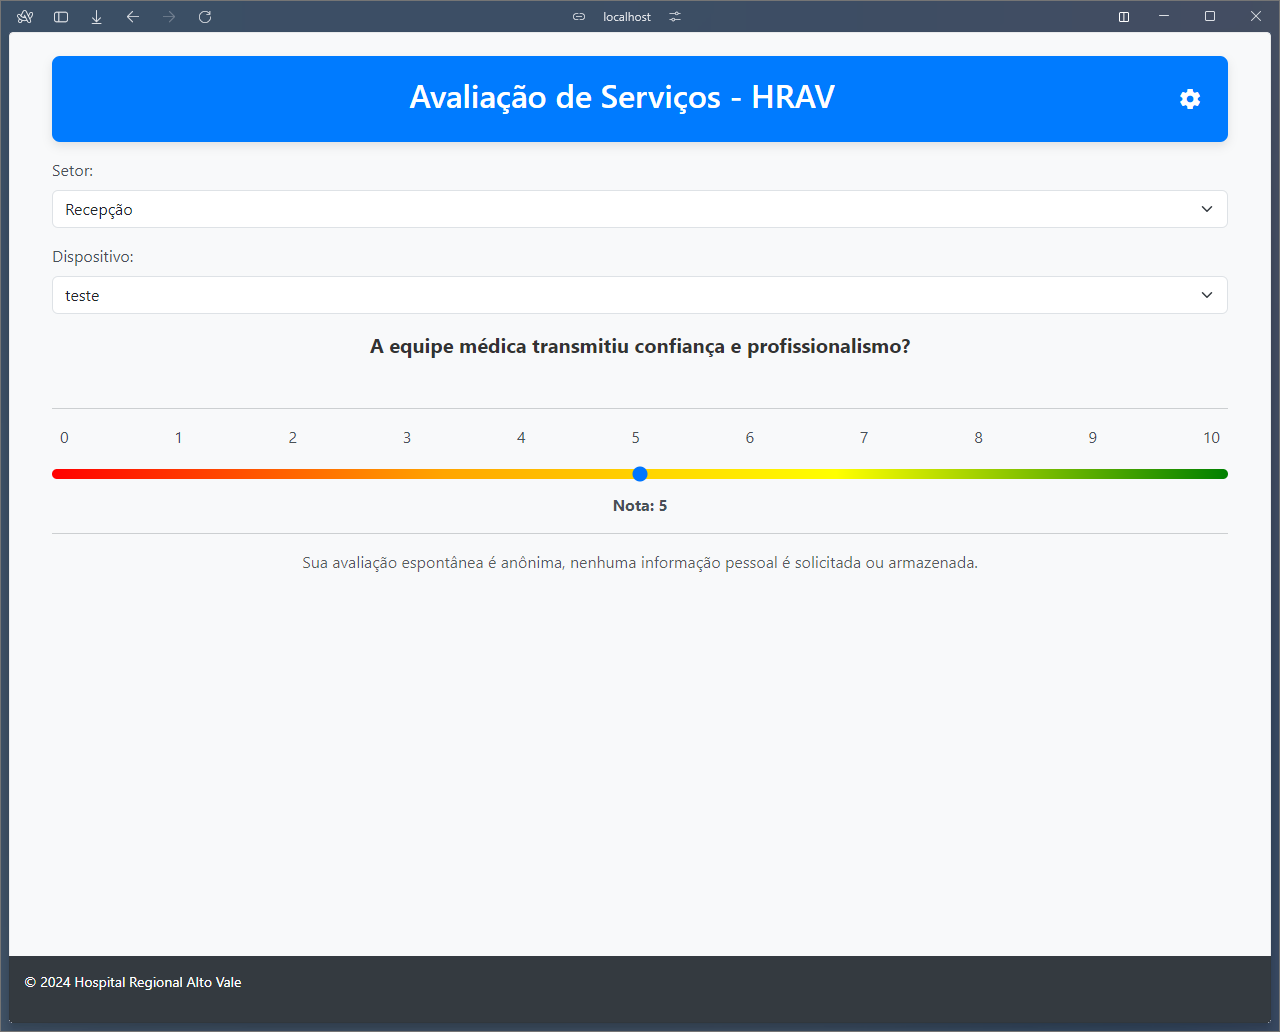 localhost
Avaliação de Serviços - HRAV
Setor:
Recepção
Dispositivo:
teste
A equipe médica transmitiu confiança e profissionalismo?
0 1 2 3 4 5 6 7 8 9 10
Nota: 5
Sua avaliação espontânea é anônima, nenhuma informação pessoal é solicitada ou armazenada.
© 2024 Hospital Regional Alto Vale